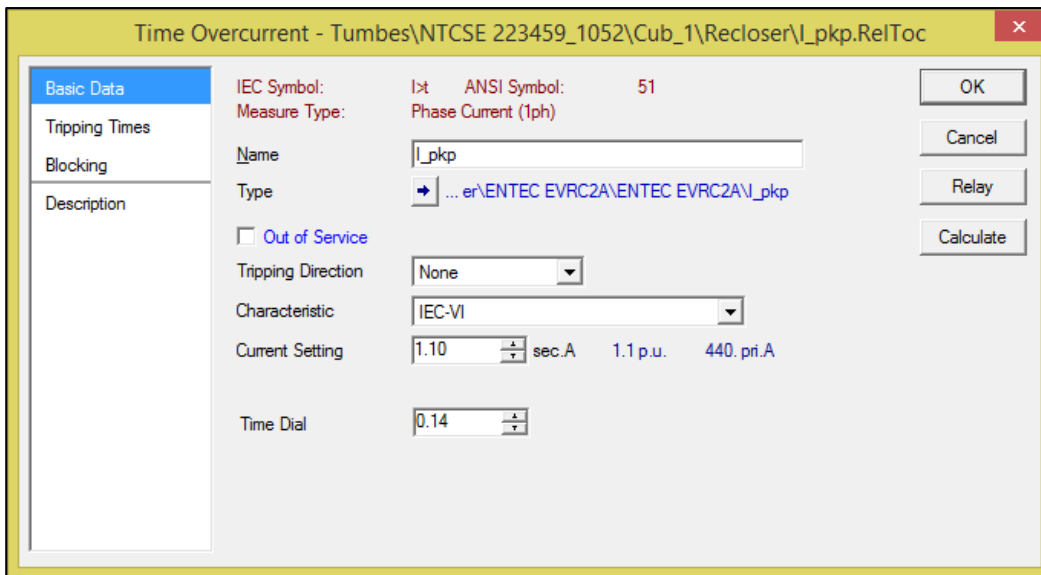 Time Overcurrent - Tumbes\NTCSE 223459_1052\Cub_1\Recloser\I_pkp.RelToc
Basic Data
Tripping Times
Blocking
Description
IEC Symbol: I>t ANSI Symbol: 51
Measure Type: Phase Current (1ph)
Name I_pkp
Type ... er\ENTEC EVRC2A\ENTEC EVRC2A\I_pkp
Out of Service
Tripping Direction None
Characteristic IEC-VI
Current Setting 1.10 sec.A 1.1 p.u. 440. pri.A
Time Dial 0.14
OK
Cancel
Relay
Calculate